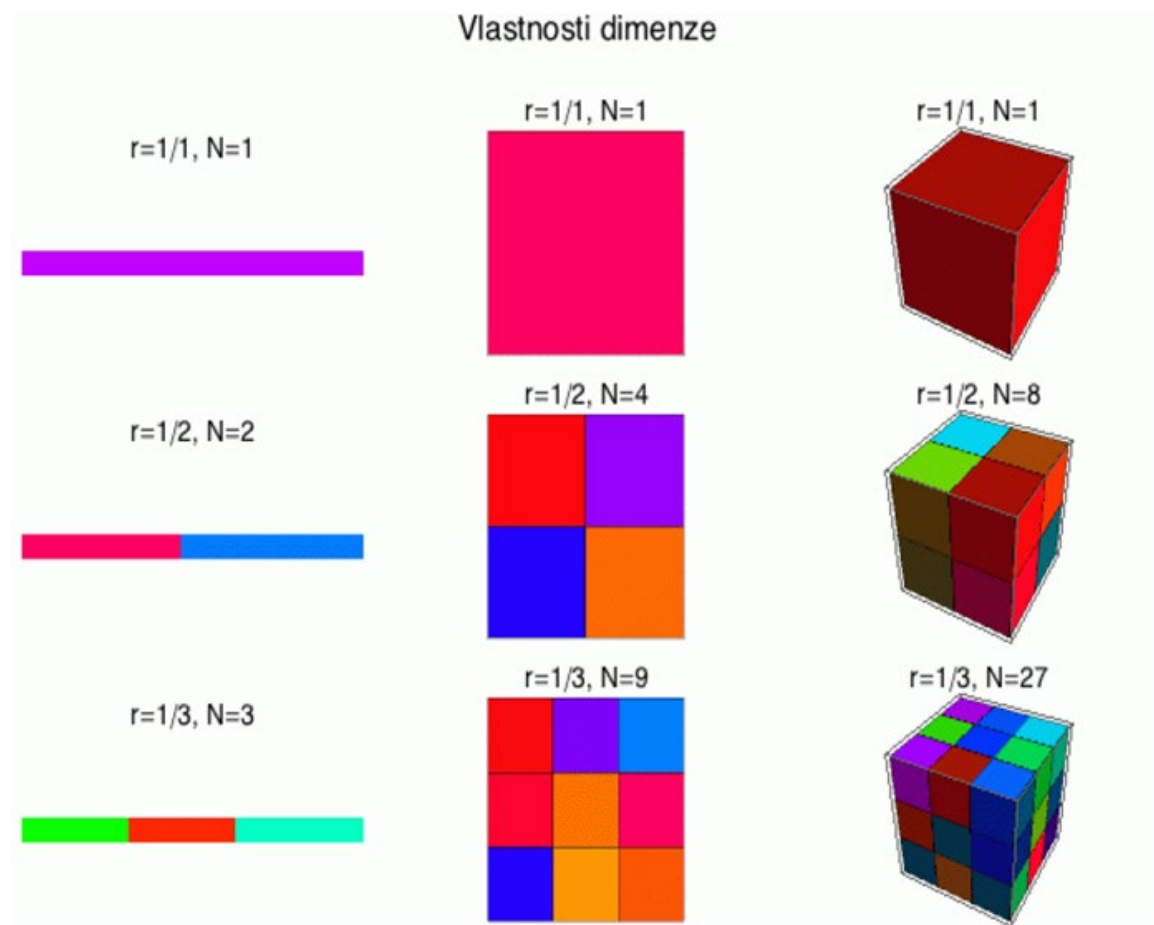 Vlastnosti dimenze
r=1/1, N=1
r=1/1, N=1
r=1/1, N=1
r=1/2, N=2
r=1/2, N=4
r=1/2, N=8
r=1/3, N=3
r=1/3, N=9
r=1/3, N=27